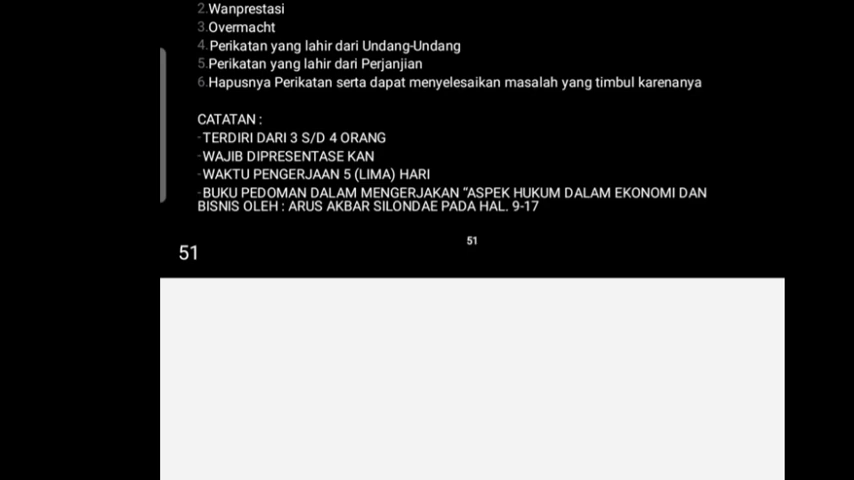 2.Wanprestasi
3.Overmacht
4.Perikatan yang lahir dari Undang-Undang
5.Perikatan yang lahir dari Perjanjian
6.Hapusnya Perikatan serta dapat menyelesaikan masalah yang timbul karenanya
CATATAN :
-TERDIRI DARI 3 S/D 4 ORANG
-WAJIB DIPRESENTASE KAN
-WAKTU PENGERJAAN 5 (LIMA) HARI
-BUKU PEDOMAN DALAM MENGERJAKAN “ASPEK HUKUM DALAM EKONOMI DAN
BISNIS OLEH : ARUS AKBAR SILONDAE PADA HAL. 9-17
51
51